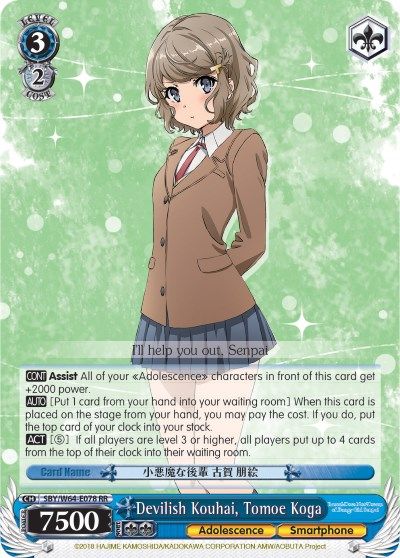 LEVEL
3
2
COST
I'll help you out, Senpai
CONT Assist All of your «Adolescence» characters in front of this card get
+2000 power.
AUTO [Put 1 card from your hand into your waiting room] When this card is
placed on the stage from your hand, you may pay the cost. If you do, put
the top card of your clock into your stock.
ACT [⑤] If all players are level 3 or higher, all players put up to 4 cards
from the top of their clock into their waiting room.
Card Name
小悪魔な後輩 古賀 朋絵
CH SBY/W64-E078 RR
Devilish Kouhai, Tomoe Koga
POWER
7500
Adolescence
Smartphone
©2018 HAJIME KAMOSHIDA/KADOKAWA CORPORATION AMW/AOBUTA Project